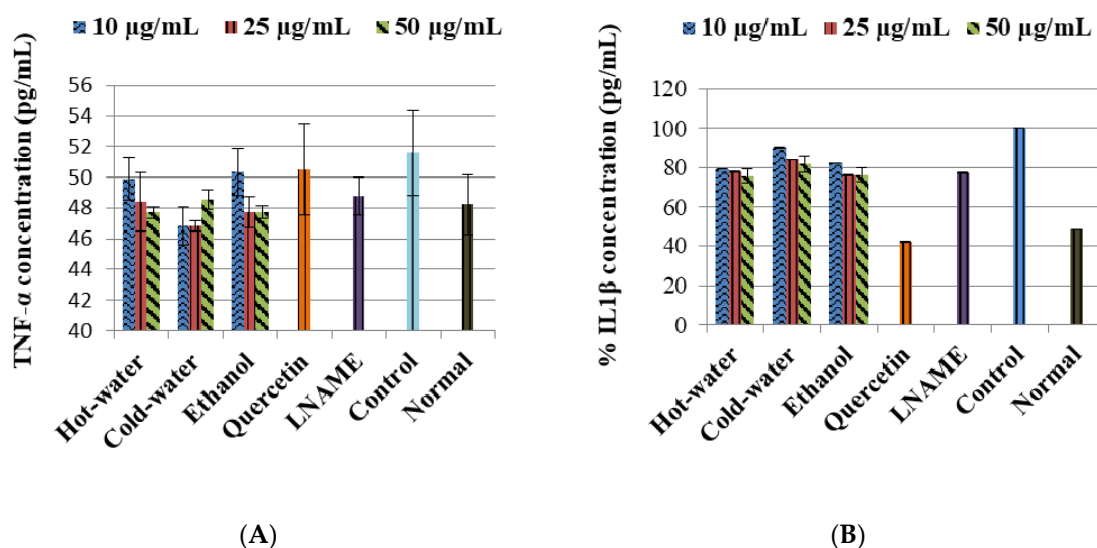 10 µg/mL 25 µg/mL 50 µg/mL
TNF-α concentration (pg/mL)
56
54
52
50
48
46
44
42
40
Hot-water
Cold-water
Ethanol
Quercetin
LNAME
Control
Normal
(A)
10 µg/mL 25 µg/mL 50 µg/mL
% IL1β concentration (pg/mL)
120
100
80
60
40
20
0
Hot-water
Cold-water
Ethanol
Quercetin
LNAME
Control
Normal
(B)